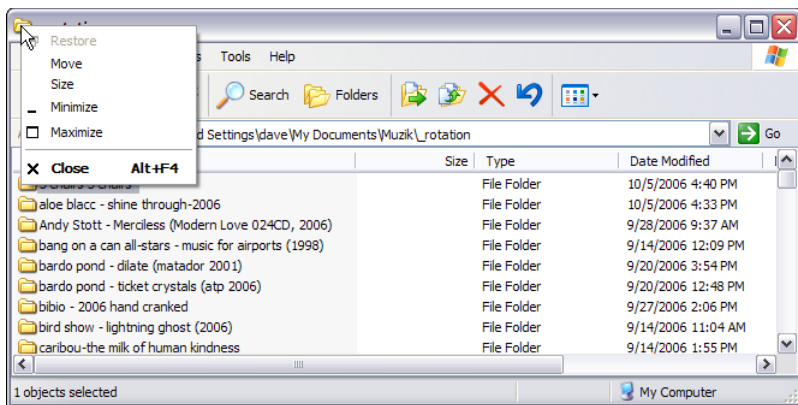 Restore
Move
Size
Minimize
Maximize
Close Alt+F4
Tools Help
Search Folders
d Settings\dave\My Documents\Muzik\_rotation Go
Size Type Date Modified
3 chairs-3 chairs File Folder 10/5/2006 4:40 PM
aloe blacc - shine through-2006 File Folder 10/5/2006 4:33 PM
Andy Stott - Merciless (Modern Love 024CD, 2006) File Folder 9/28/2006 9:37 AM
bang on a can all-stars - music for airports (1998) File Folder 9/14/2006 12:09 PM
bardo pond - dilate (matador 2001) File Folder 9/20/2006 3:54 PM
bardo pond - ticket crystals (atp 2006) File Folder 9/20/2006 12:48 PM
bibio - 2006 hand cranked File Folder 9/27/2006 2:06 PM
bird show - lightning ghost (2006) File Folder 9/14/2006 11:04 AM
caribou-the milk of human kindness File Folder 9/14/2006 1:55 PM
1 objects selected My Computer